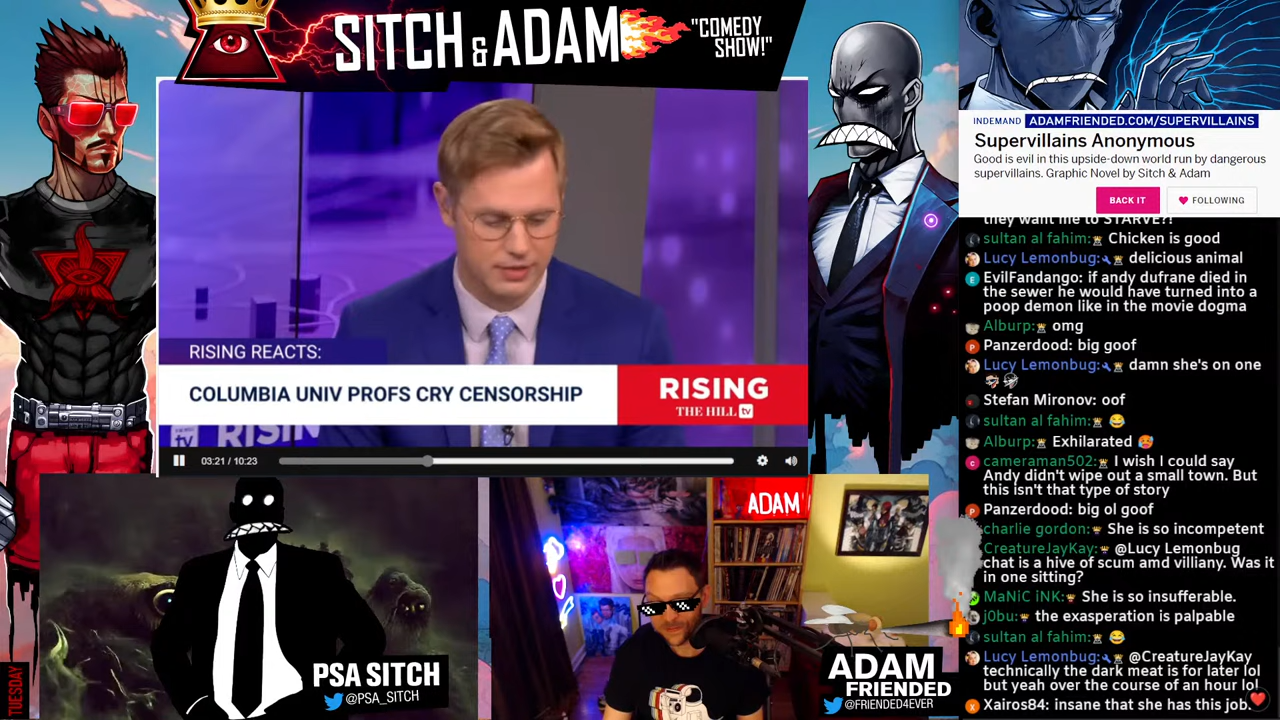 SITCH & ADAM
"COMEDY
SHOW!"
INDEMAND ADAMFRIENDED.COM/SUPERVILLAINS
Supervillains Anonymous
Good is evil in this upside-down world run by dangerous
supervillains. Graphic Novel by Sitch & Adam
BACK IT
FOLLOWING
RISING REACTS:
COLUMBIA UNIV PROFS CRY CENSORSHIP
RISING
THE HILL tv
tv RISIN
03:21 / 10:23
ADAM
PSA SITCH
@PSA_SITCH
ADAM
FRIENDED
@FRIENDED4EVER
TUESDAY
they want me to STARVE?!
sultan al fahim: Chicken is good
Lucy Lemonbug: delicious animal
E EvilFandango: if andy dufrane died in
the sewer he would have turned into a
poop demon like in the movie dogma
Alburp: omg
P Panzerdood: big goof
Lucy Lemonbug: damn she's on one
Stefan Mironov: oof
sultan al fahim: 😂
Alburp: Exhilarated 🥵
c cameraman502: I wish I could say
Andy didn't wipe out a small town. But
this isn't that type of story
P Panzerdood: big ol goof
charlie gordon: She is so incompetent
CreatureJayKay: @Lucy Lemonbug
chat is a hive of scum amd villiany. Was it
in one sitting?
MaNiC iNK: She is so insufferable.
j0bu: the exasperation is palpable
sultan al fahim: 😂
Lucy Lemonbug: @CreatureJayKay
technically the dark meat is for later lol
but yeah over the course of an hour lol
X Xairos84: insane that she has this job.